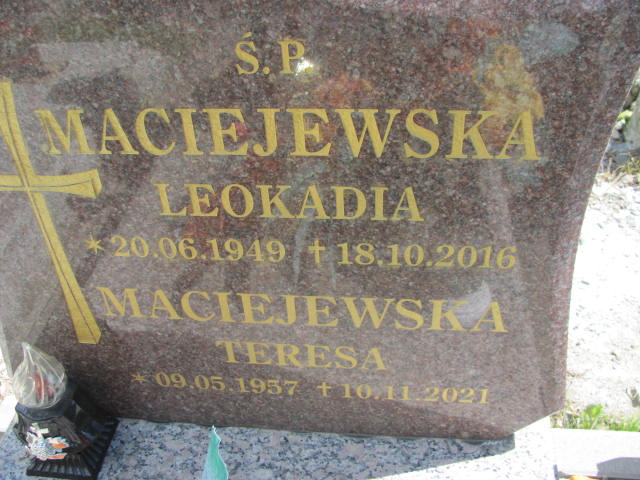 Ś.P.
MACIEJEWSKA
LEOKADIA
* 20.06.1949 † 18.10.2016
MACIEJEWSKA
TERESA
* 09.05.1957 † 10.11.2021